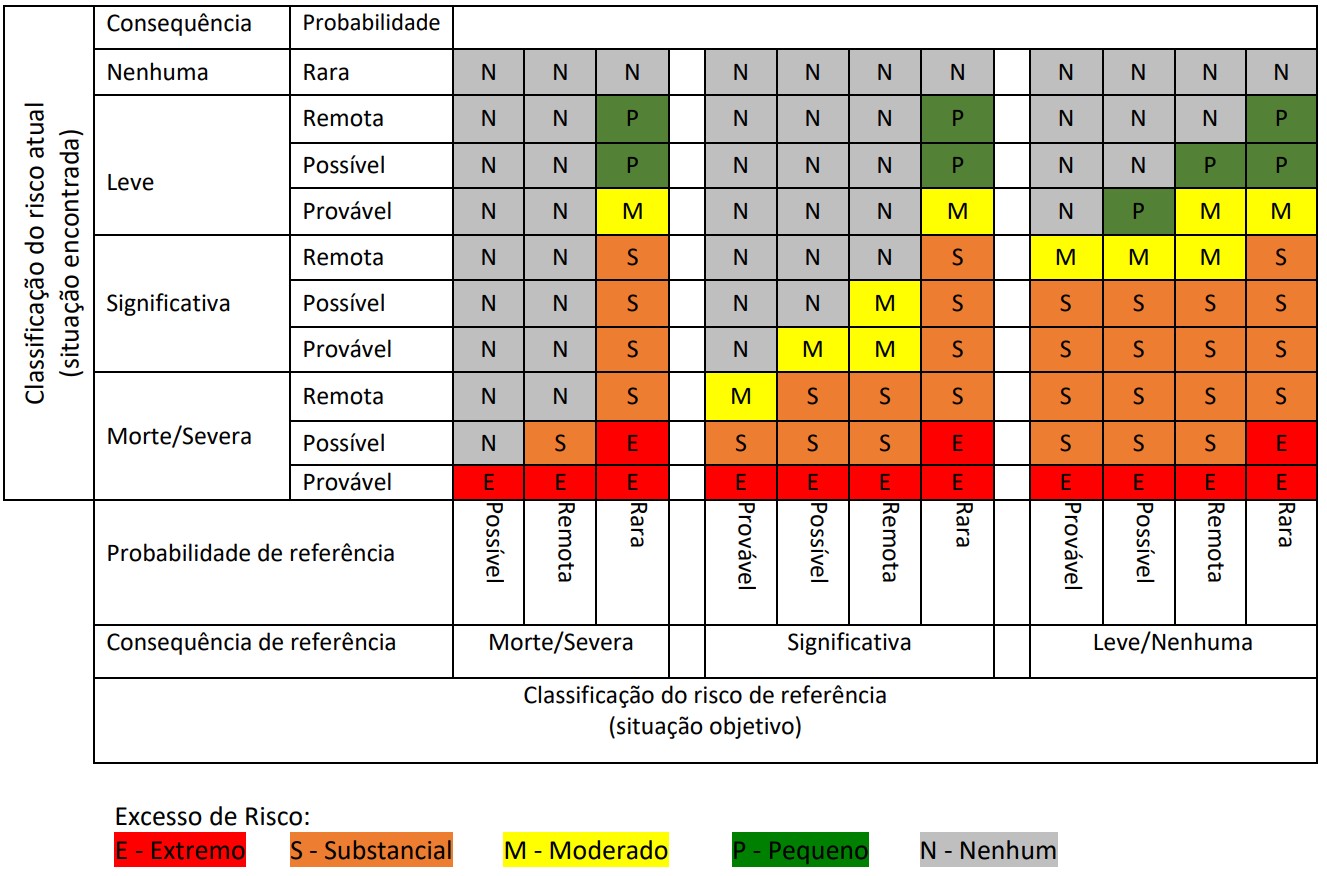 Classificação do risco atual
(situação encontrada)
Consequência Probabilidade
Nenhuma Rara N N N N N N N N N N N
Leve
Remota N N P N N N P N N N P
Possível N N P N N N P N N P P
Provável N N M N N N M N P M M
Significativa
Remota N N S N N N S M M M S
Possível N N S N N M S S S S S
Provável N N S N M M S S S S S
Morte/Severa
Remota N N S M S S S S S S S
Possível N S E S S S E S S S E
Provável E E E E E E E E E E E
Probabilidade de referência Possível Remota Rara Provável Possível Remota Rara Provável Possível Remota Rara
Consequência de referência Morte/Severa Significativa Leve/Nenhuma
Classificação do risco de referência
(situação objetivo)
Excesso de Risco:
E - Extremo S - Substancial M - Moderado P - Pequeno N - Nenhum